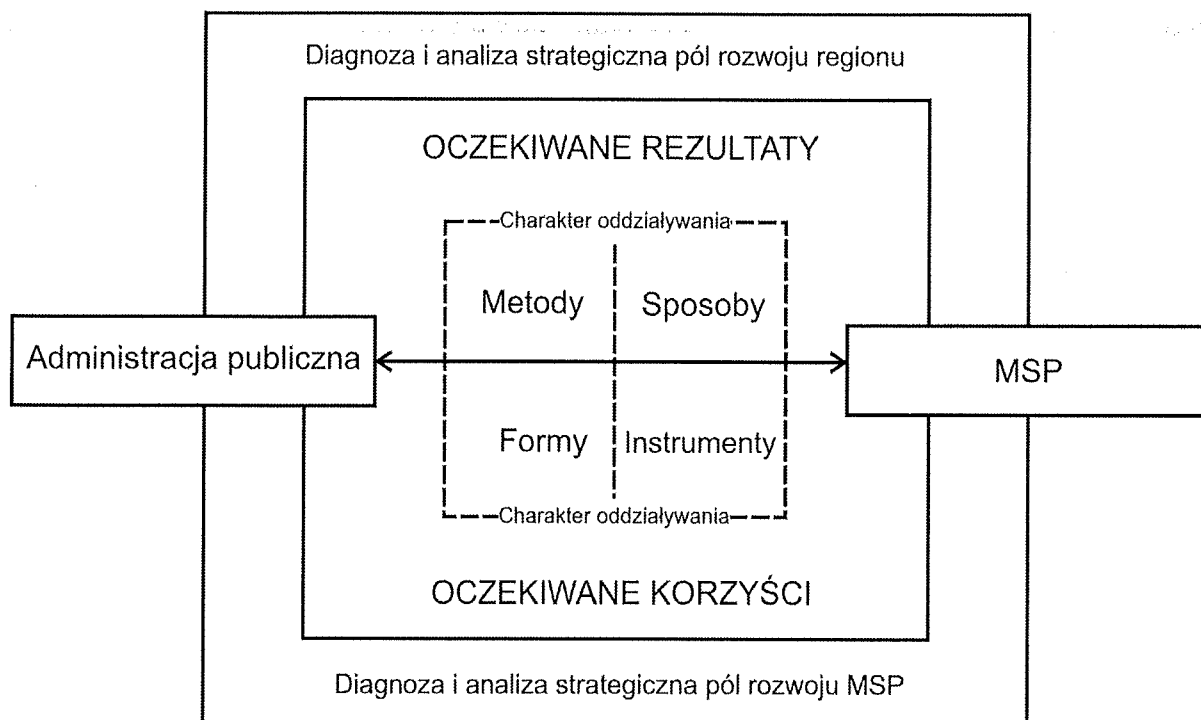 Diagnoza i analiza strategiczna pól rozwoju regionu
OCZEKIWANE REZULTATY
Charakter oddziaływania
Metody
Sposoby
Administracja publiczna
MSP
Formy
Instrumenty
Charakter oddziaływania
OCZEKIWANE KORZYŚCI
Diagnoza i analiza strategiczna pól rozwoju MSP